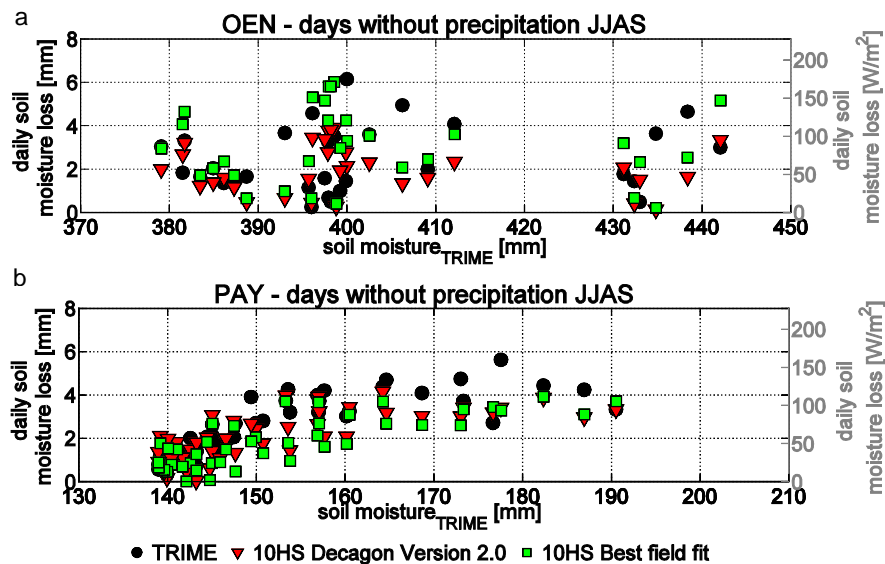 a
OEN - days without precipitation JJAS
daily soil
moisture loss [mm]
8
6
4
2
0
370 380 390 400 410 420 430 440 450
soil moisture_TRIME [mm]
200
150
100
50
0
daily soil
moisture loss [W/m²]
b
PAY - days without precipitation JJAS
daily soil
moisture loss [mm]
8
6
4
2
0
130 140 150 160 170 180 190 200 210
soil moisture_TRIME [mm]
200
150
100
50
0
daily soil
moisture loss [W/m²]
TRIME 10HS Decagon Version 2.0 10HS Best field fit